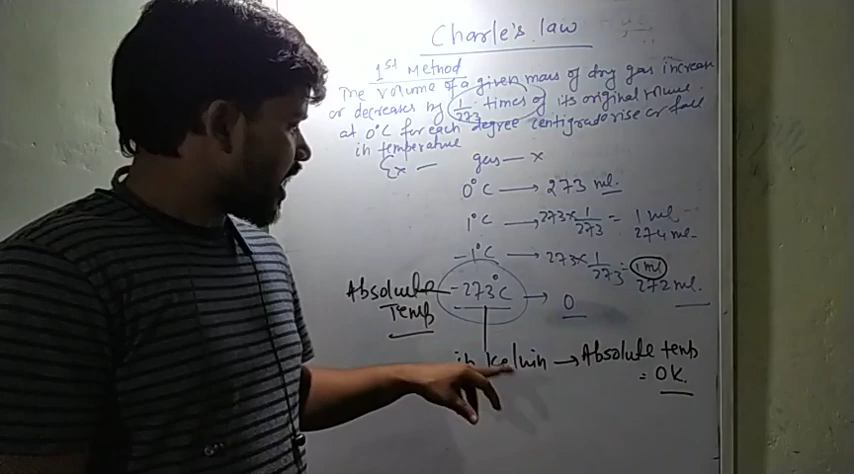 Charle's law
1st Method
The volume of a given mass of dry gas increase
or decreases by 1/273 times of its original volume
at 0°C for each degree centigrade rise or fall
in temperature
Ex — gas — x
0°C → 273 ml.
1°C → 273 × 1/273 = 1 ml
274 ml.
-1°C → 273 × 1/273 = 1 ml
272 ml.
Absolute -273°C → 0
Temp
in Kelvin → Absolute temp
= 0K.